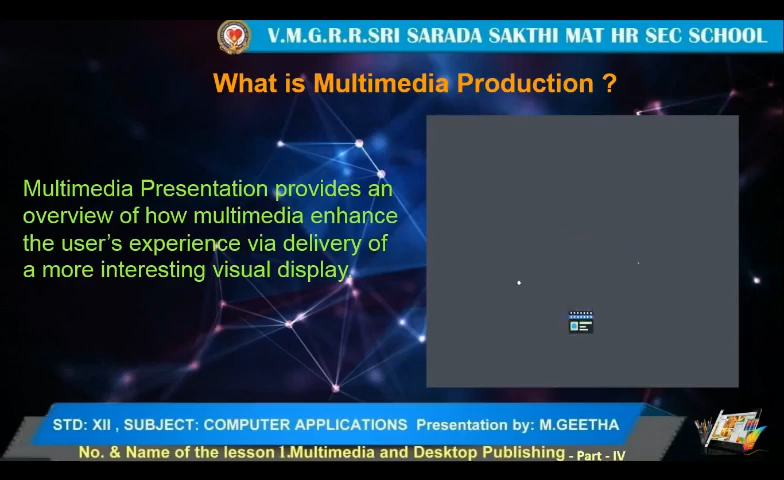 V.M.G.R.R.SRI SARADA SAKTHI MAT HR SEC SCHOOL
What is Multimedia Production ?
Multimedia Presentation provides an
overview of how multimedia enhance
the user's experience via delivery of
a more interesting visual display.
STD: XII , SUBJECT: COMPUTER APPLICATIONS Presentation by: M.GEETHA
No. & Name of the lesson 1.Multimedia and Desktop Publishing - Part - IV